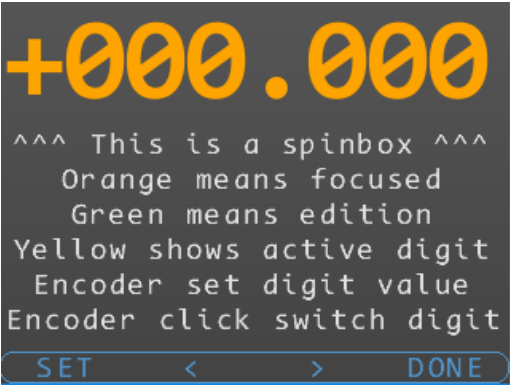 +000.000
^^^ This is a spinbox ^^^
Orange means focused
Green means edition
Yellow shows active digit
Encoder set digit value
Encoder click switch digit
SET < > DONE